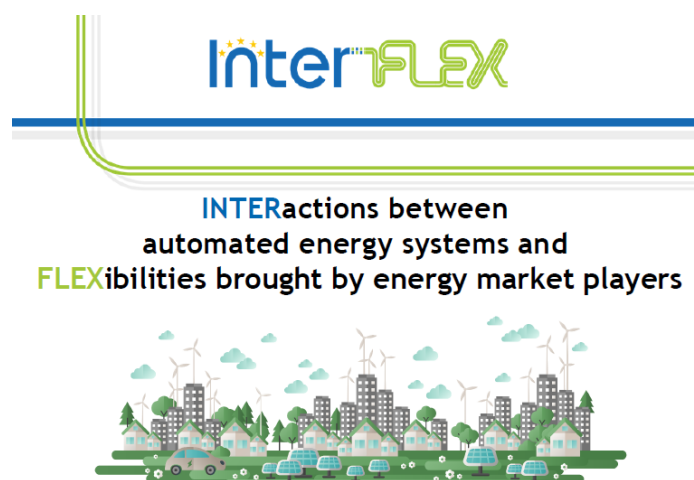 InterFLEX
INTERactions between
automated energy systems and
FLEXibilities brought by energy market players